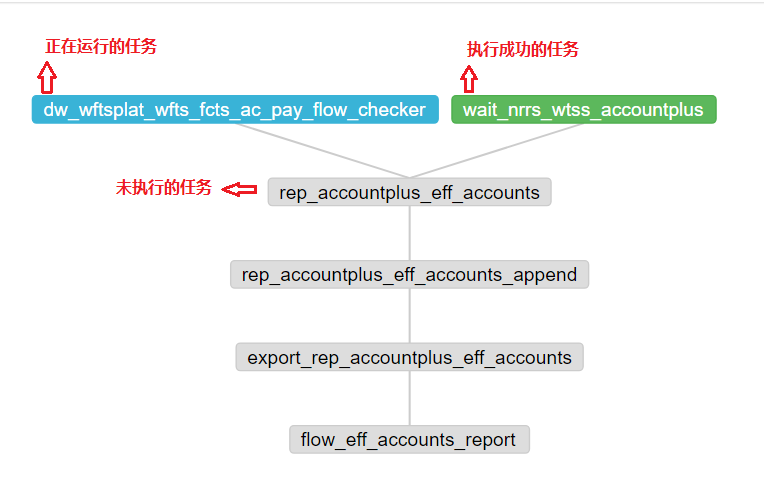 正在运行的任务
执行成功的任务
dw_wftsplat_wfts_fcts_ac_pay_flow_checker
wait_nrrs_wtss_accountplus
未执行的任务
rep_accountplus_eff_accounts
rep_accountplus_eff_accounts_append
export_rep_accountplus_eff_accounts
flow_eff_accounts_report